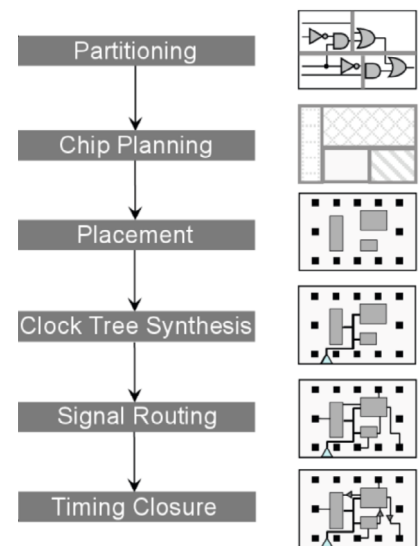 Partitioning
Chip Planning
Placement
Clock Tree Synthesis
Signal Routing
Timing Closure